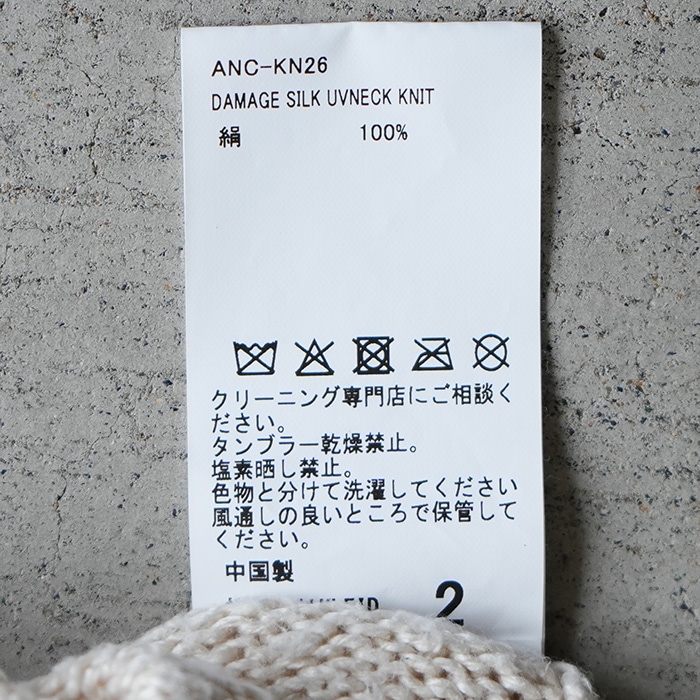 ANC-KN26
DAMAGE SILK UVNECK KNIT
絹 100%
クリーニング専門店にご相談く
ださい。
タンブラー乾燥禁止。
塩素晒し禁止。
色物と分けて洗濯してください
風通しの良いところで保管して
ください。
中国製
2